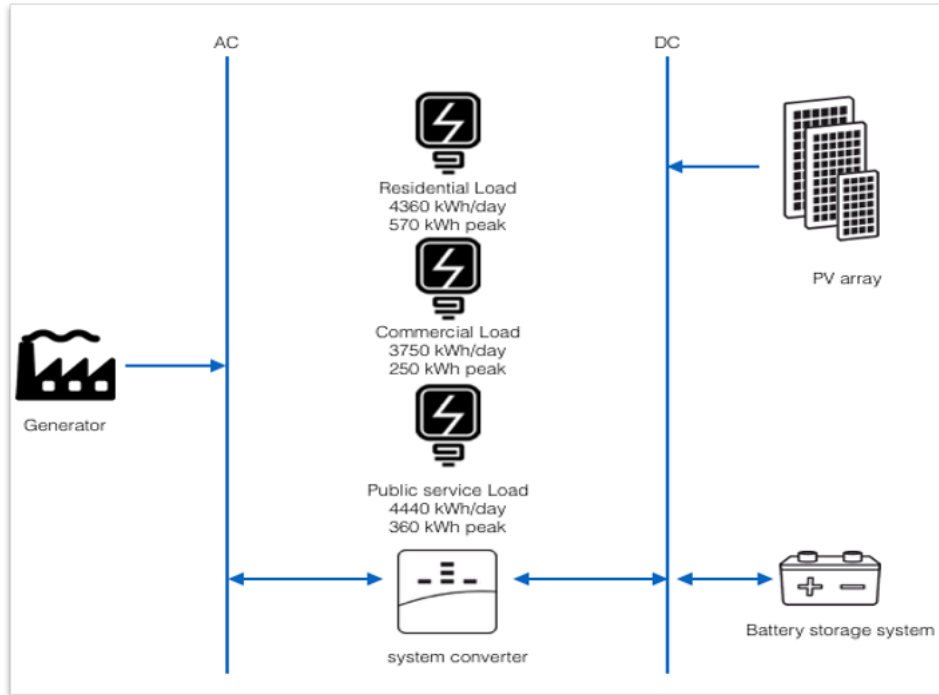 AC
DC
Residential Load
4360 kWh/day
570 kWh peak
PV array
Commercial Load
3750 kWh/day
250 kWh peak
Generator
Public service Load
4440 kWh/day
360 kWh peak
Battery storage system
system converter